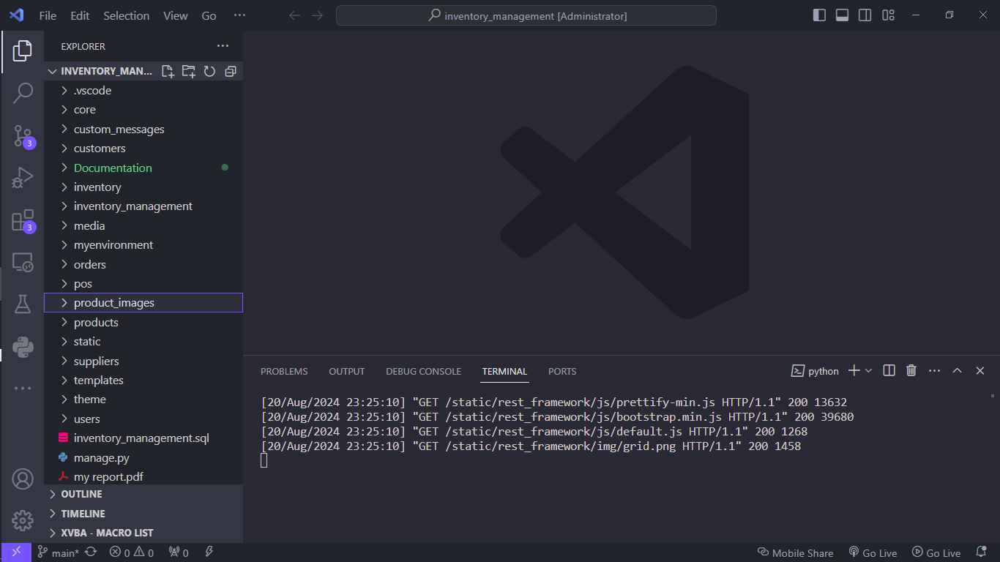 File Edit Selection View Go ···
inventory_management [Administrator]
EXPLORER
INVENTORY_MAN...
.vscode
core
custom_messages
customers
Documentation
inventory
inventory_management
media
myenvironment
orders
pos
product_images
products
static
suppliers
templates
theme
users
inventory_management.sql
manage.py
my report.pdf
OUTLINE
TIMELINE
XVBA - MACRO LIST
3
3
PROBLEMS OUTPUT DEBUG CONSOLE TERMINAL PORTS
python
[20/Aug/2024 23:25:10] "GET /static/rest_framework/js/prettify-min.js HTTP/1.1" 200 13632
[20/Aug/2024 23:25:10] "GET /static/rest_framework/js/bootstrap.min.js HTTP/1.1" 200 39680
[20/Aug/2024 23:25:10] "GET /static/rest_framework/js/default.js HTTP/1.1" 200 1268
[20/Aug/2024 23:25:10] "GET /static/rest_framework/img/grid.png HTTP/1.1" 200 1458
main* 0 0 0 Mobile Share Go Live Go Live